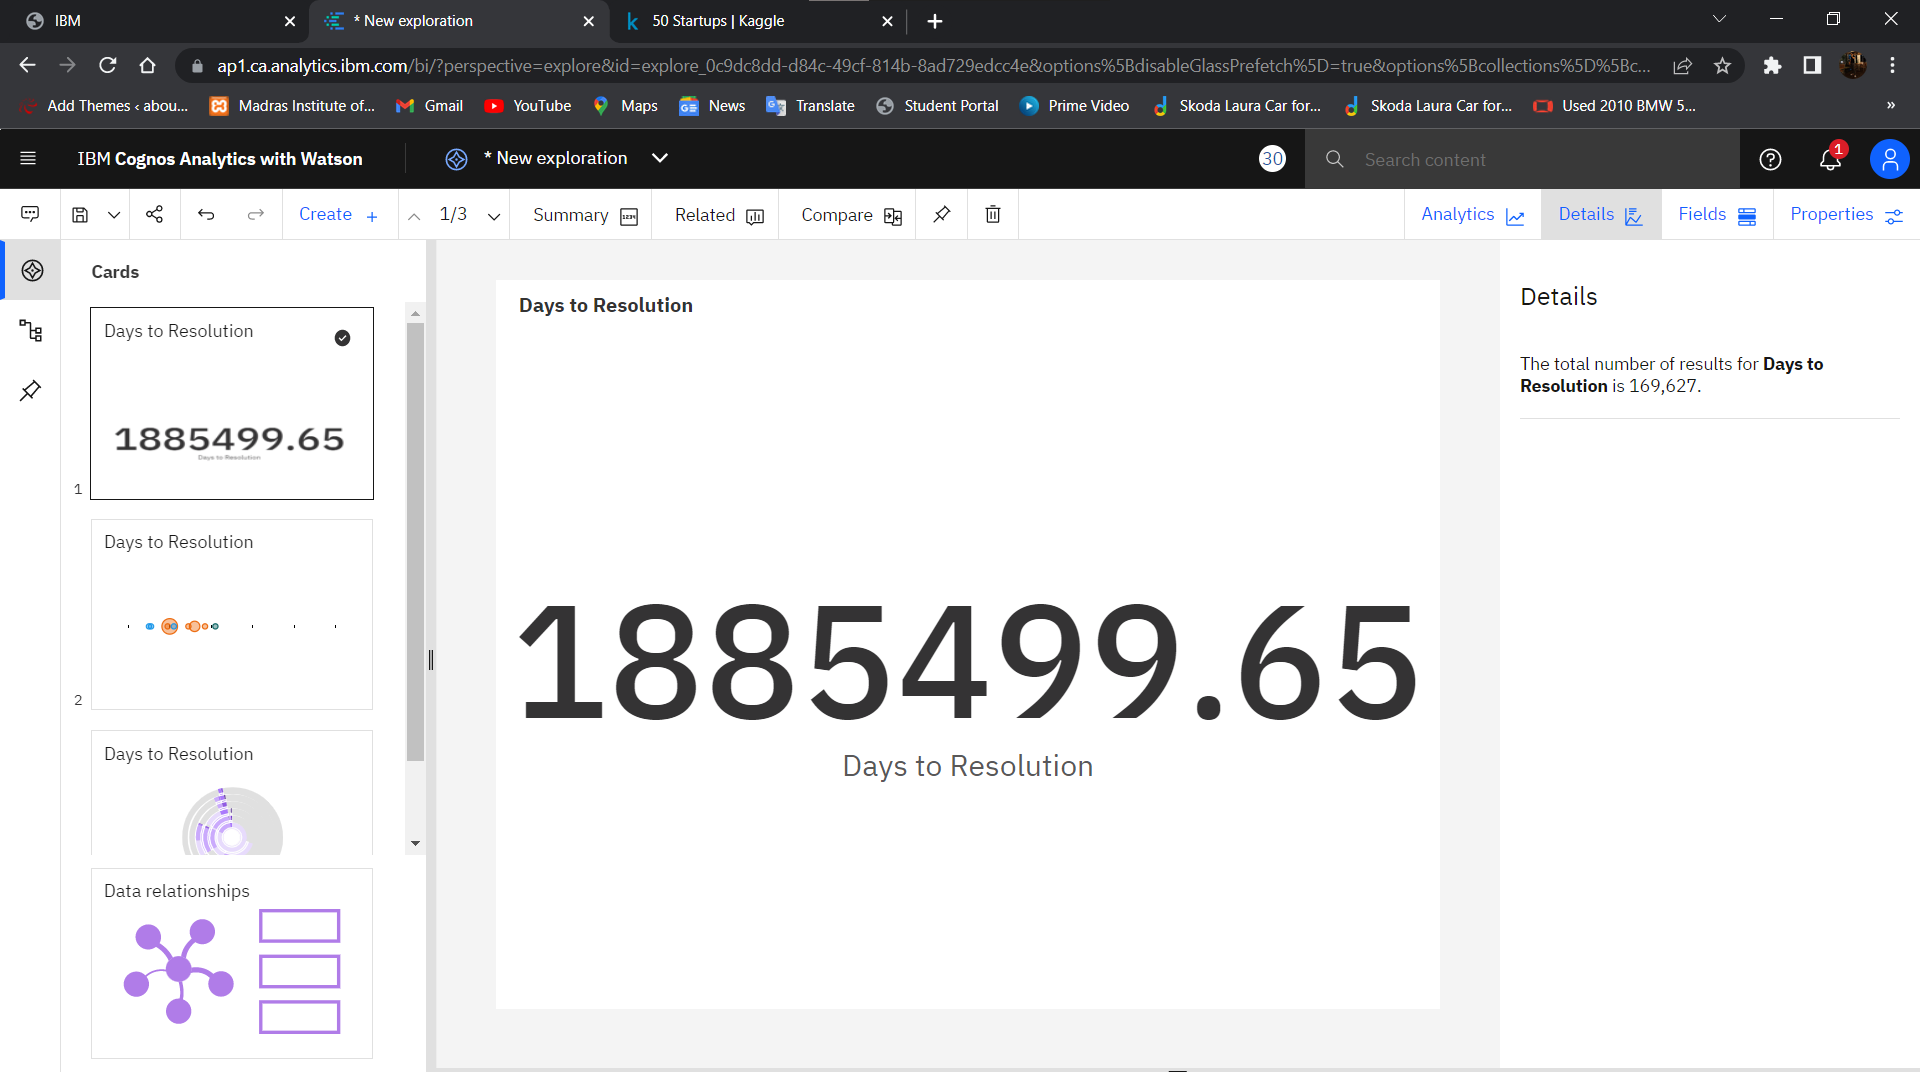 IBM
* New exploration
50 Startups | Kaggle
ap1.ca.analytics.ibm.com/bi/?perspective=explore&id=explore_0c9dc8dd-d84c-49cf-814b-8ad729edcc4e&options%5BdisableGlassPrefetch%5D=true&options%5Bcollections%5D%5Bc...
Add Themes ‹ abou...
Madras Institute of...
Gmail
YouTube
Maps
News
Translate
Student Portal
Prime Video
Skoda Laura Car for...
Skoda Laura Car for...
Used 2010 BMW 5...
»
IBM Cognos Analytics with Watson
* New exploration
30
Search content
1
Create +
1/3
Summary
Related
Compare
Analytics
Details
Fields
Properties
Cards
Days to Resolution
1885499.65
Days to Resolution
1
Days to Resolution
2
Days to Resolution
Data relationships
Days to Resolution
1885499.65
Days to Resolution
Details
The total number of results for Days to
Resolution is 169,627.